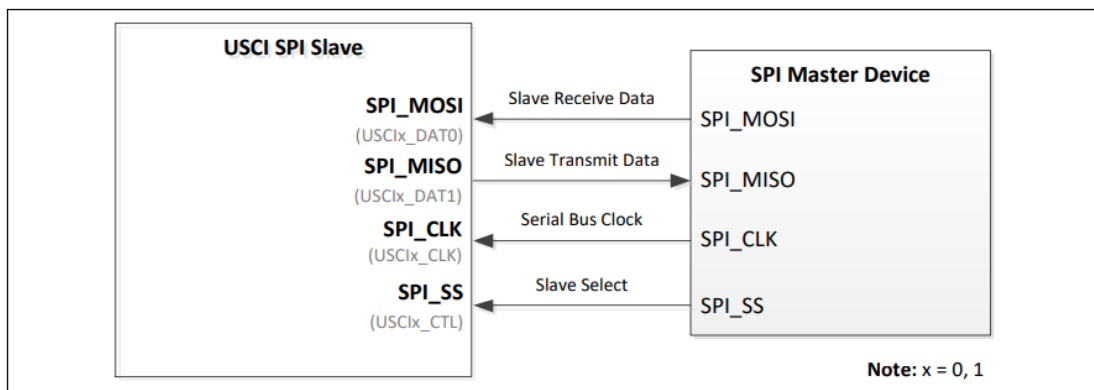 USCI SPI Slave
SPI Master Device
SPI_MOSI
(USCIx_DAT0)
Slave Receive Data
SPI_MOSI
SPI_MISO
(USCIx_DAT1)
Slave Transmit Data
SPI_MISO
SPI_CLK
(USCIx_CLK)
Serial Bus Clock
SPI_CLK
SPI_SS
(USCIx_CTL)
Slave Select
SPI_SS
Note: x = 0, 1